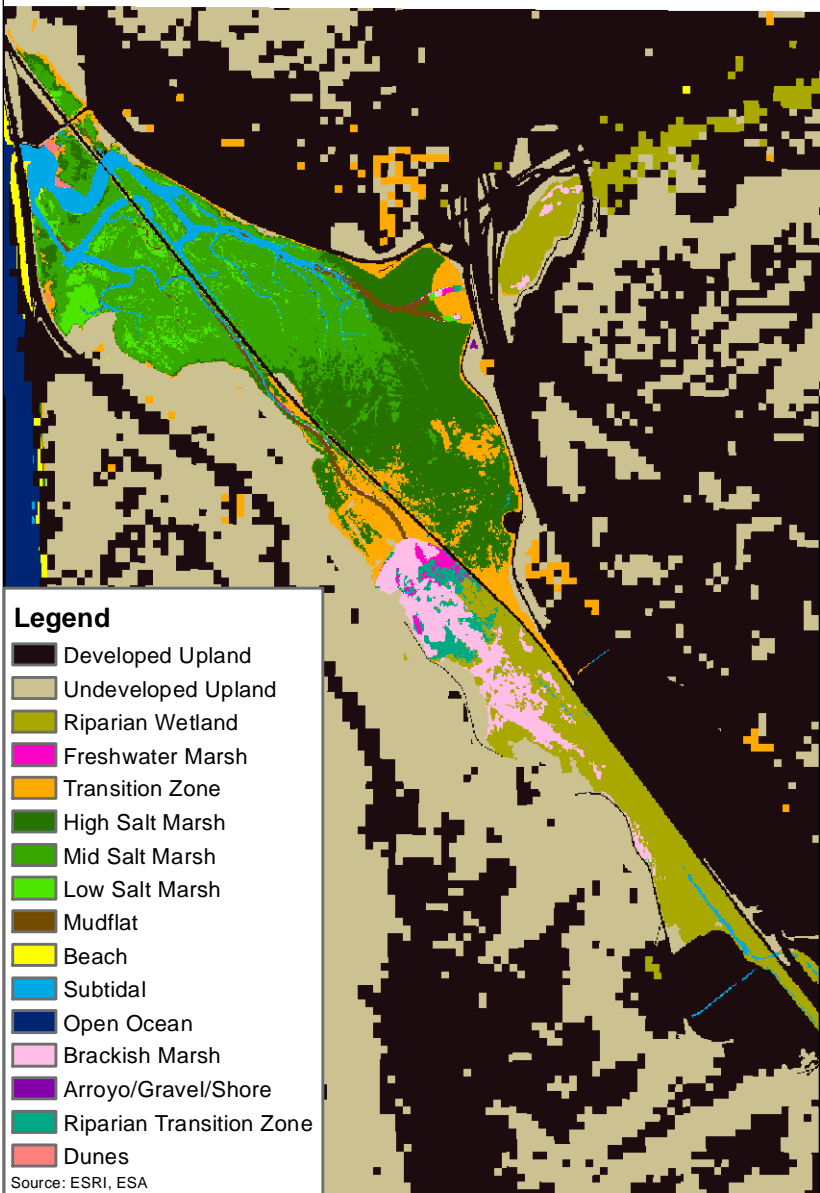 Legend
Developed Upland
Undeveloped Upland
Riparian Wetland
Freshwater Marsh
Transition Zone
High Salt Marsh
Mid Salt Marsh
Low Salt Marsh
Mudflat
Beach
Subtidal
Open Ocean
Brackish Marsh
Arroyo/Gravel/Shore
Riparian Transition Zone
Dunes
Source: ESRI, ESA